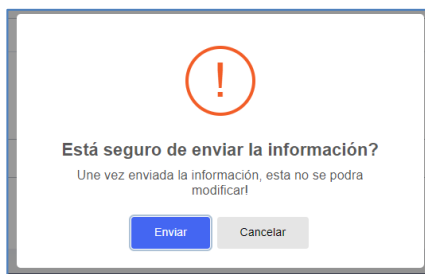 !
Está seguro de enviar la información?
Une vez enviada la información, esta no se podra
modificar!
Enviar Cancelar